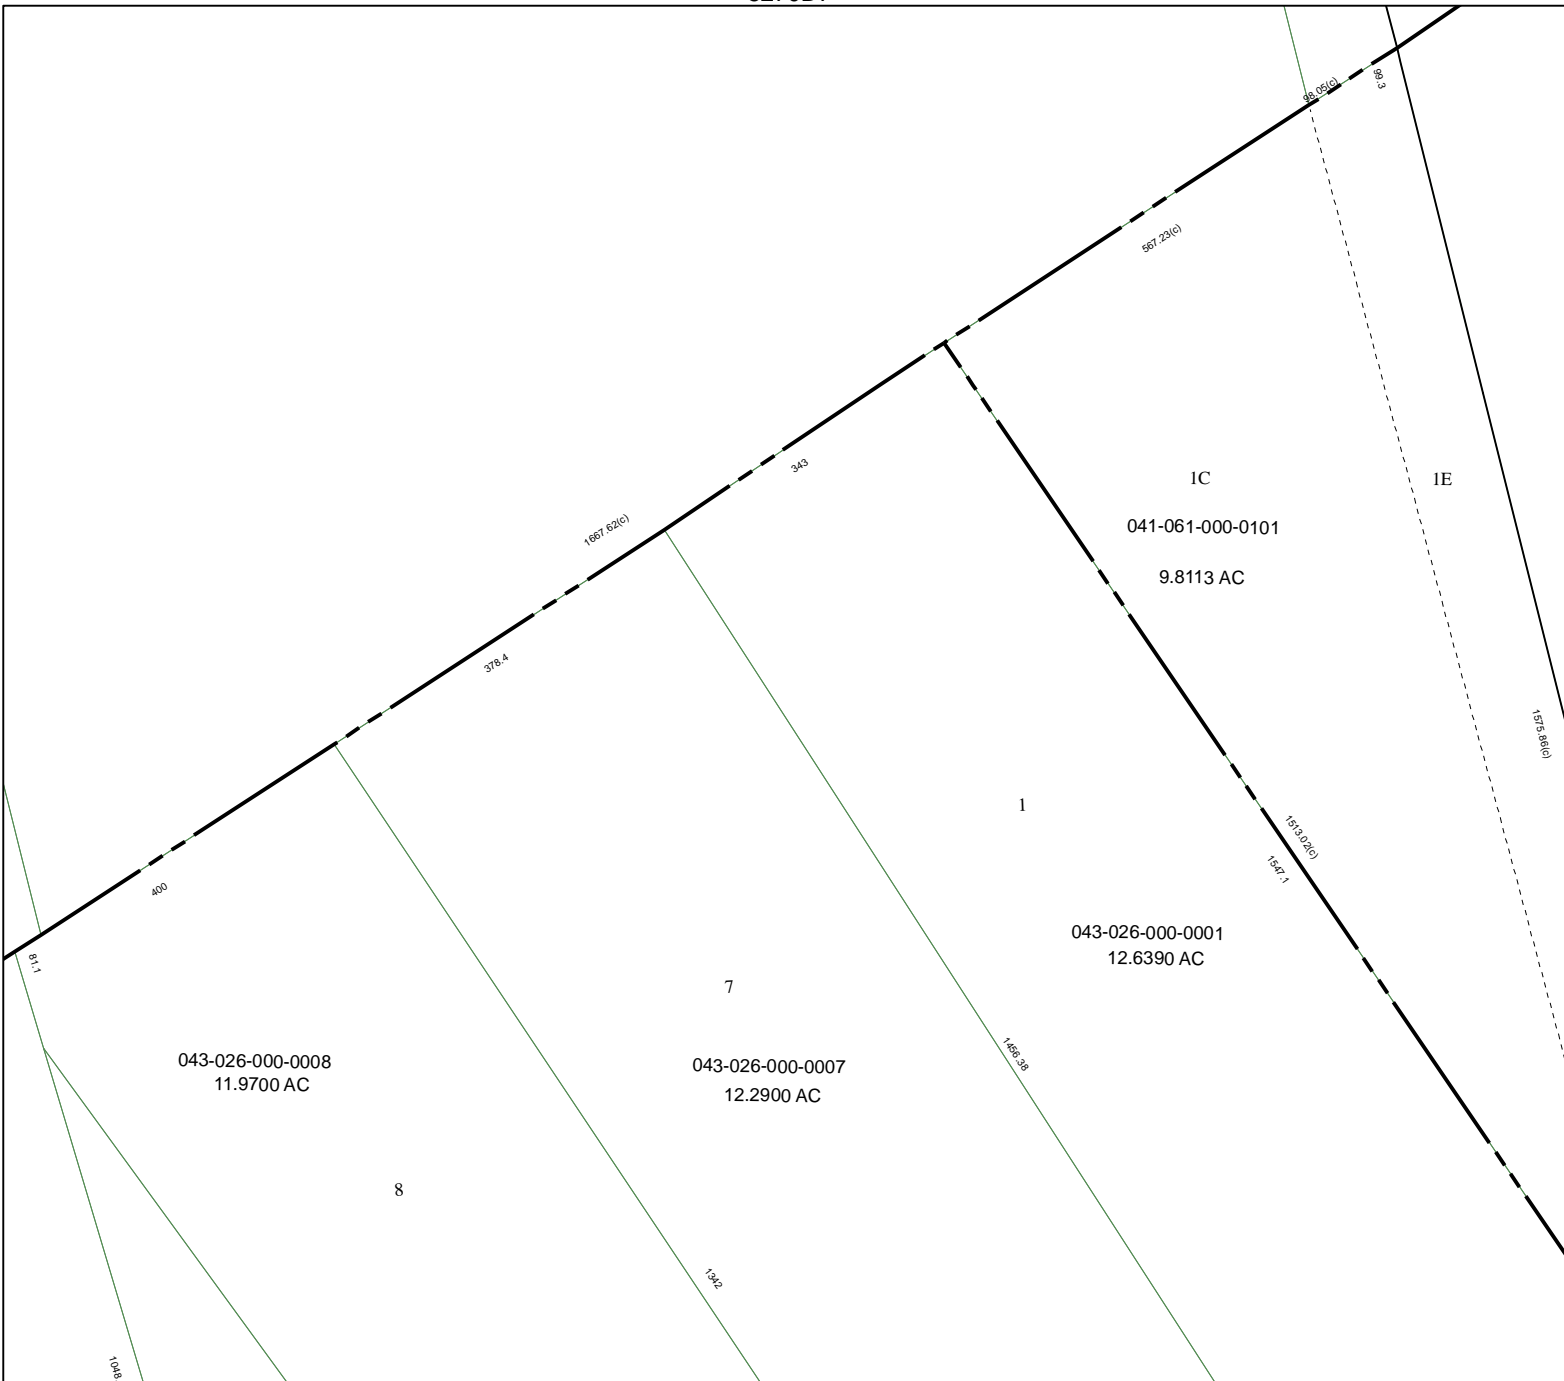 98.05(c)
99.3
567.23(c)
343
1C
1E
041-061-000-0101
9.8113 AC
1667.62(c)
378.4
1575.86(c)
1
1513.02(c)
1547.1
400
043-026-000-0001
12.6390 AC
81.1
7
043-026-000-0008
11.9700 AC
043-026-000-0007
12.2900 AC
1456.38
8
1342
1048.